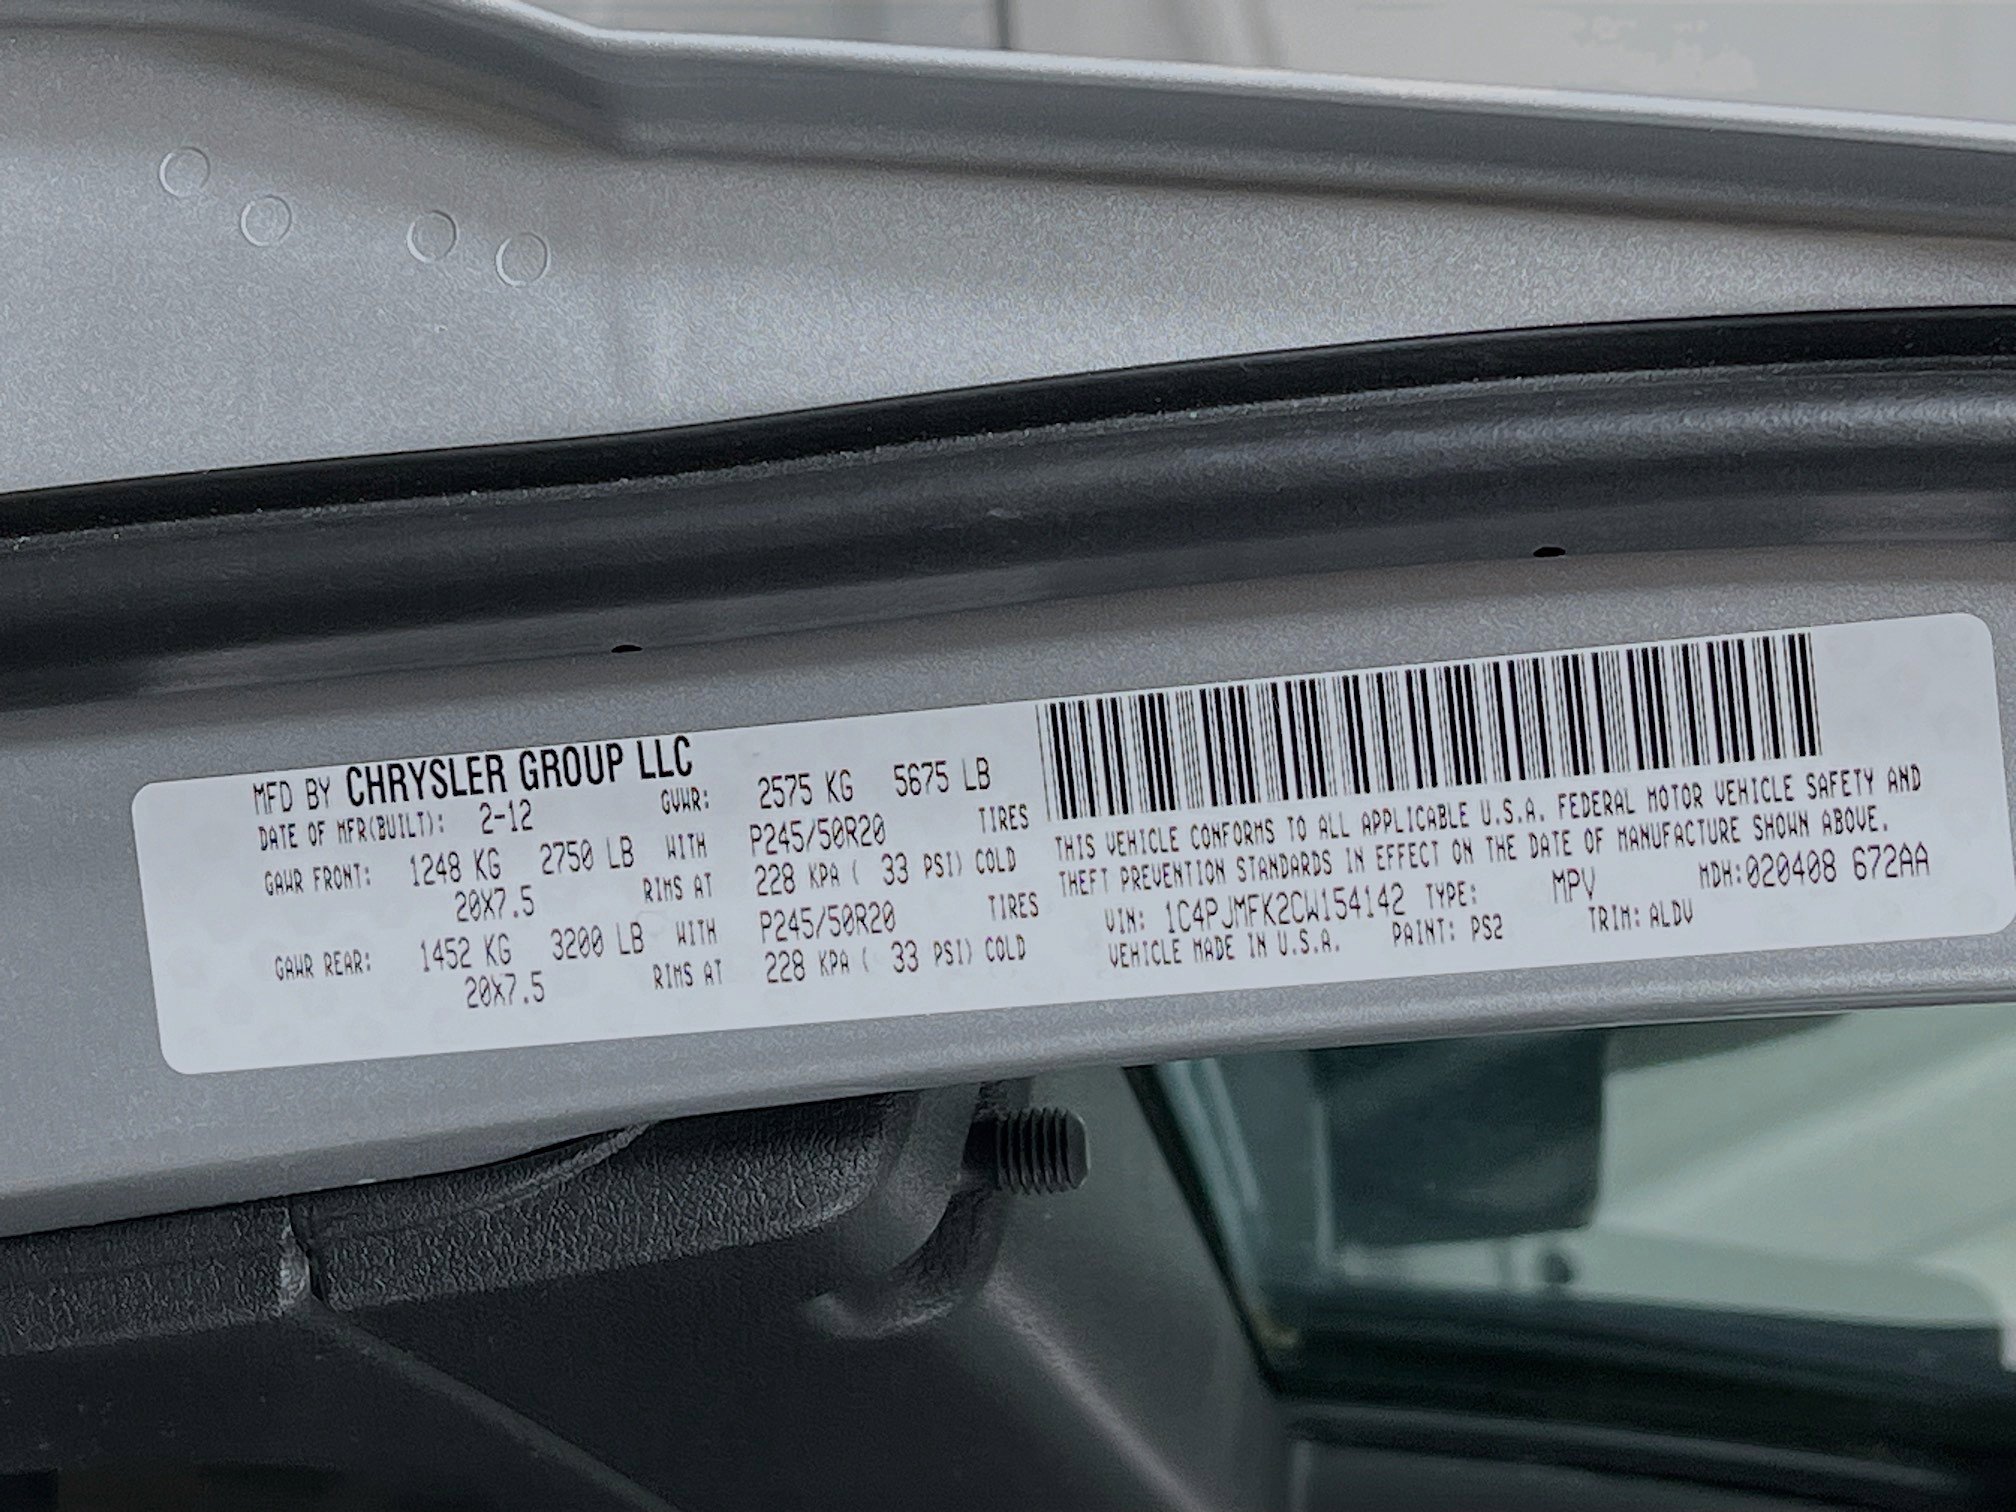 MFD BY CHRYSLER GROUP LLC
DATE OF MFR(BUILT): 2-12 GVWR: 2575 KG 5675 LB
GAWR FRONT: 1248 KG 2750 LB WITH P245/50R20 TIRES
20X7.5 RIMS AT 228 KPA ( 33 PSI) COLD
GAWR REAR: 1452 KG 3200 LB WITH P245/50R20 TIRES
20X7.5 RIMS AT 228 KPA ( 33 PSI) COLD
THIS VEHICLE CONFORMS TO ALL APPLICABLE U.S.A. FEDERAL MOTOR VEHICLE SAFETY AND
THEFT PREVENTION STANDARDS IN EFFECT ON THE DATE OF MANUFACTURE SHOWN ABOVE.
VIN: 1C4PJMFK2CW154142 TYPE: MPV MDH:020408 672AA
VEHICLE MADE IN U.S.A. PAINT: PS2 TRIM: ALDV